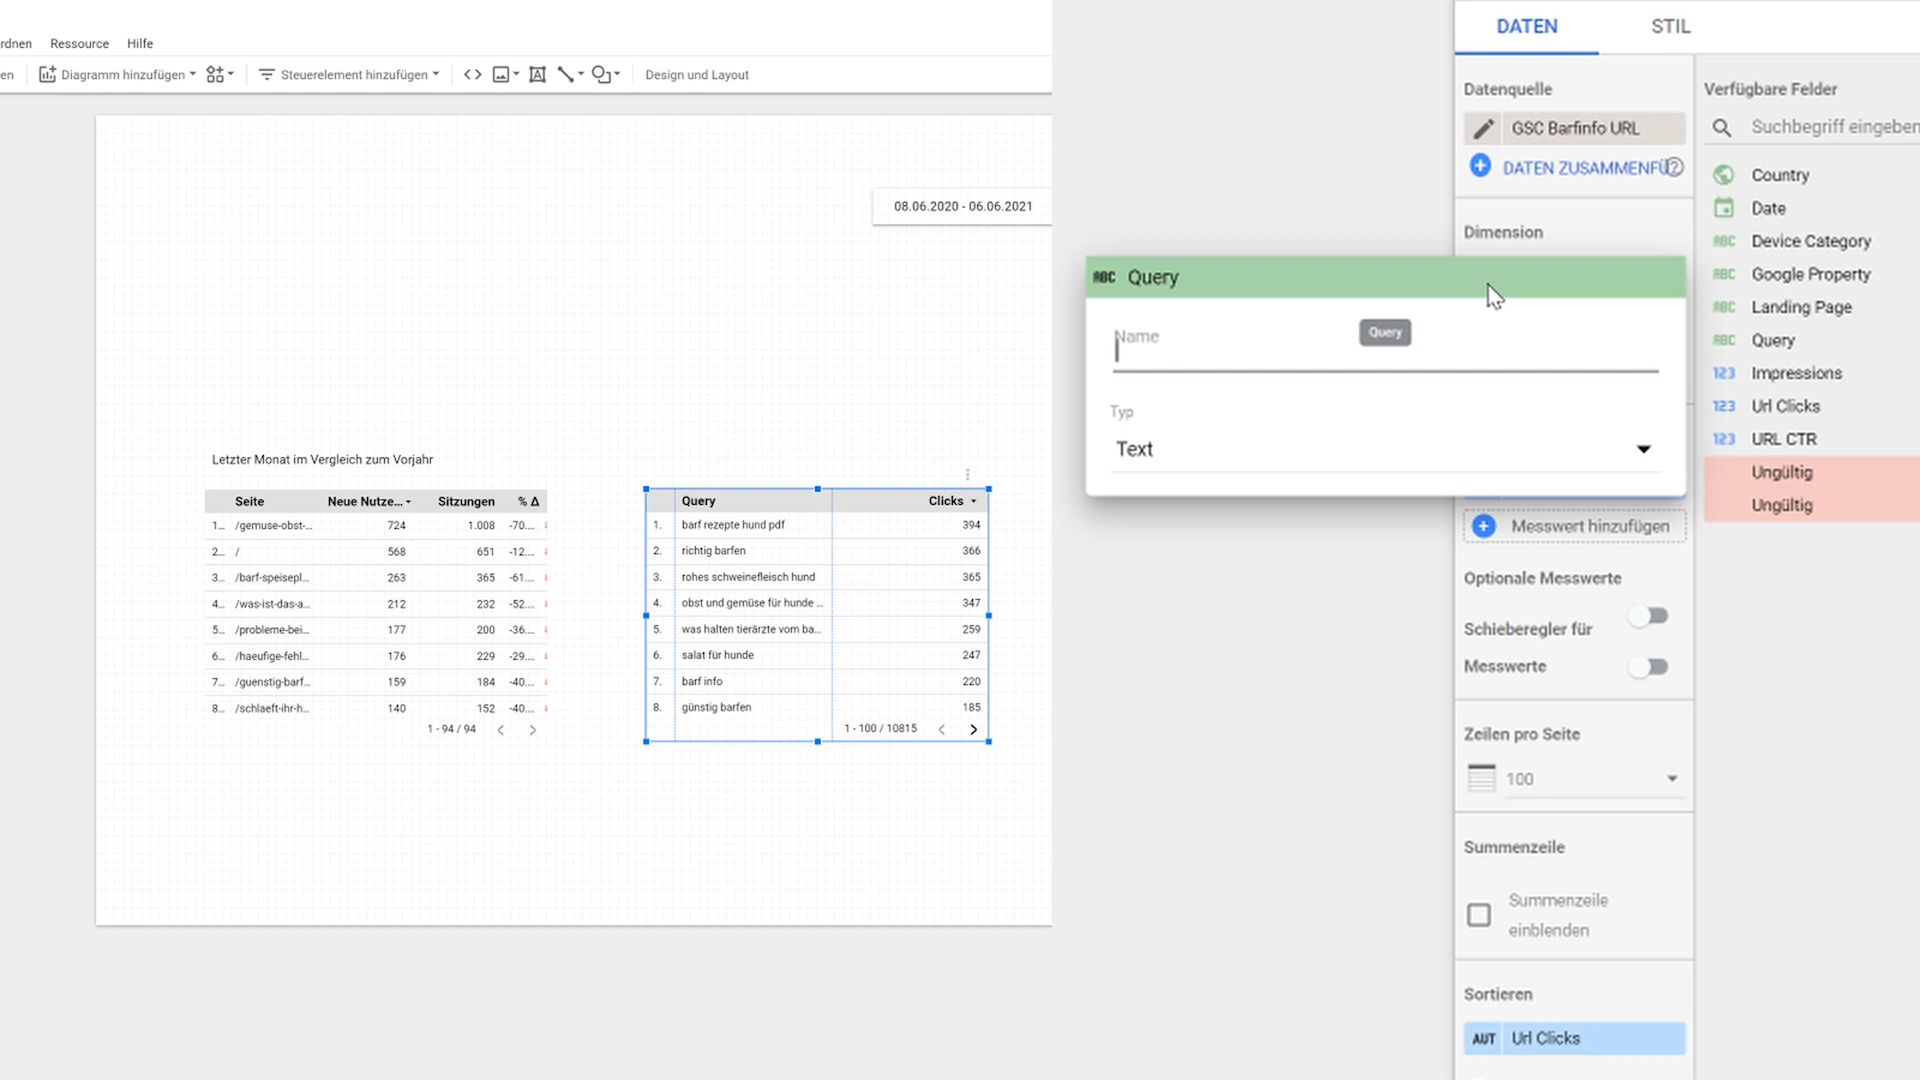 rdnen Ressource Hilfe
en Diagramm hinzufügen Steuerelement hinzufügen Design und Layout
08.06.2020 - 06.06.2021
Letzter Monat im Vergleich zum Vorjahr
Seite Neue Nutze... Sitzungen % Δ
1... /gemuse-obst-... 724 1.008 -70....
2... / 568 651 -12....
3... /barf-speisepl... 263 365 -61....
4... /was-ist-das-a... 212 232 -52....
5... /probleme-bei... 177 200 -36....
6... /haeufige-fehl... 176 229 -29....
7... /guenstig-barf... 159 184 -40....
8... /schlaeft-ihr-h... 140 152 -40....
1 - 94 / 94
Query Clicks
1. barf rezepte hund pdf 394
2. richtig barfen 366
3. rohes schweinefleisch hund 365
4. obst und gemüse für hunde ... 347
5. was halten tierärzte vom ba... 259
6. salat für hunde 247
7. barf info 220
8. günstig barfen 185
1 - 100 / 10815
DATEN STIL
Datenquelle
GSC Barfinfo URL
DATEN ZUSAMMENFÜ
Dimension
ABC Query
Name
Query
Typ
Text
Messwert hinzufügen
Optionale Messwerte
Schieberegler für
Messwerte
Zeilen pro Seite
100
Summenzeile
Summenzeile
einblenden
Sortieren
AUT Url Clicks
Verfügbare Felder
Suchbegriff eingeben
Country
Date
ABC Device Category
ABC Google Property
ABC Landing Page
ABC Query
123 Impressions
123 Url Clicks
123 URL CTR
Ungültig
Ungültig